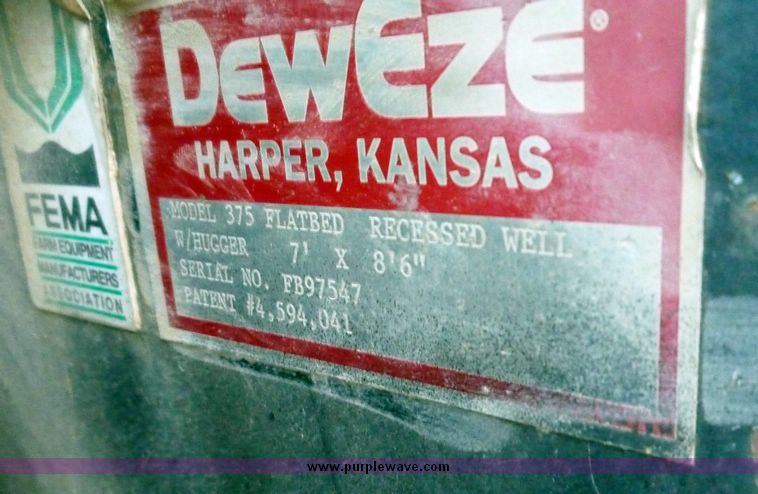 DewEze®
HARPER, KANSAS
MODEL 375 FLATBED RECESSED WELL
W/HUGGER 7' X 8'6"
SERIAL NO. FB97547
PATENT #4,594,041
FEMA
FARM EQUIPMENT
MANUFACTURERS
ASSOCIATION
www.purplewave.com